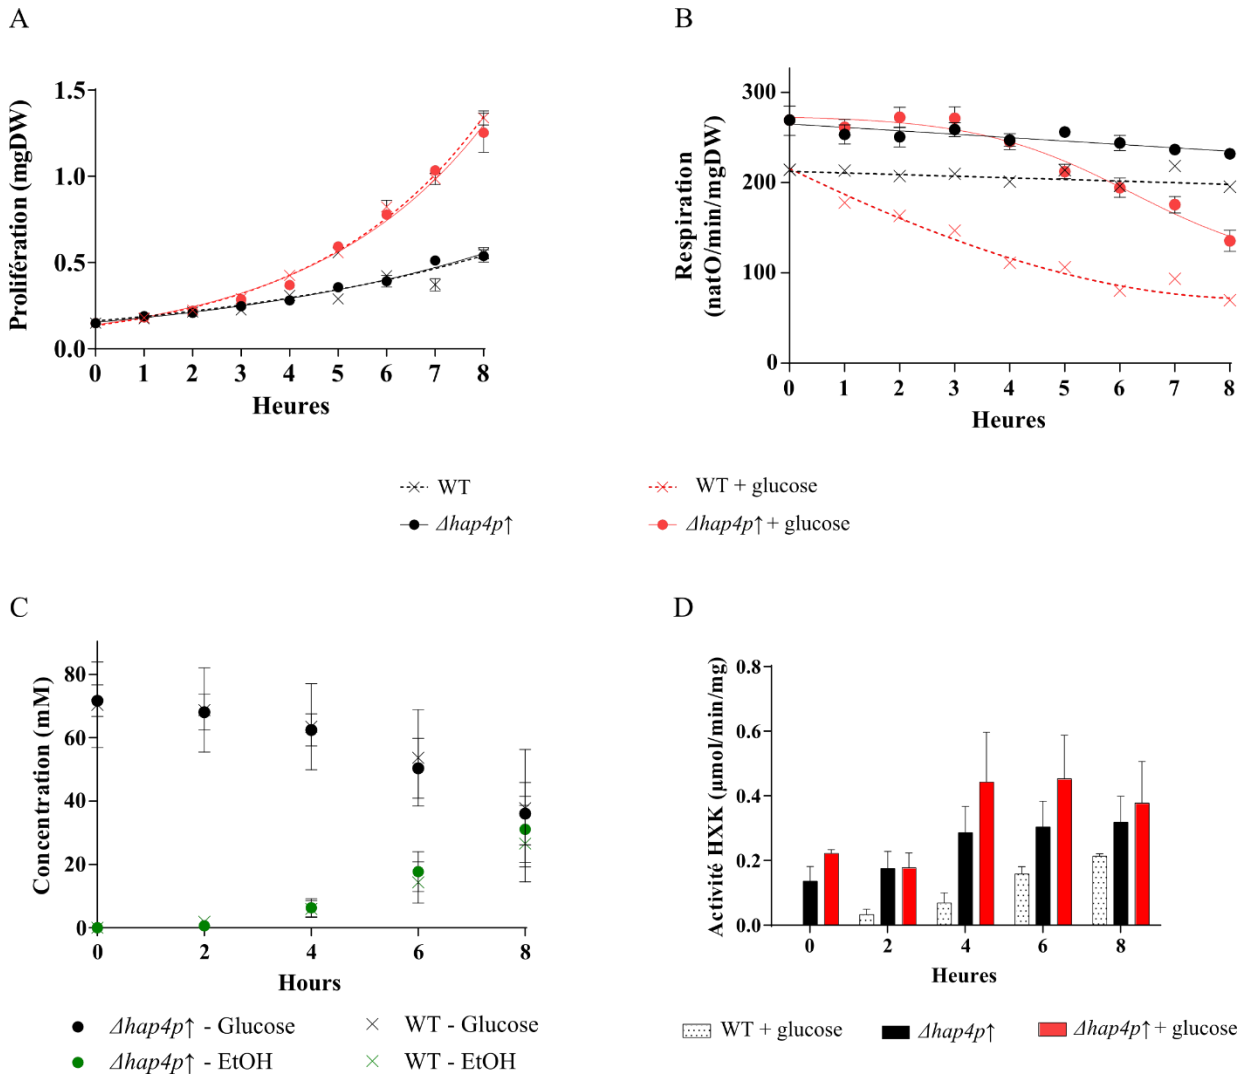 A
B
1.5
1.0
0.5
0.0
Prolifération (mgDW)
0 1 2 3 4 5 6 7 8
Heures
300
200
100
0
Respiration
(natO/min/mgDW)
0 1 2 3 4 5 6 7 8
Heures
WT
WT + glucose
Δhap4p↑
Δhap4p↑ + glucose
C
D
80
60
40
20
0
Concentration (mM)
0 2 4 6 8
Hours
0.8
0.6
0.4
0.2
0.0
Activité HXK (µmol/min/mg)
0 2 4 6 8
Heures
Δhap4p↑ - Glucose
WT - Glucose
Δhap4p↑ - EtOH
WT - EtOH
WT + glucose
Δhap4p↑
Δhap4p↑ + glucose